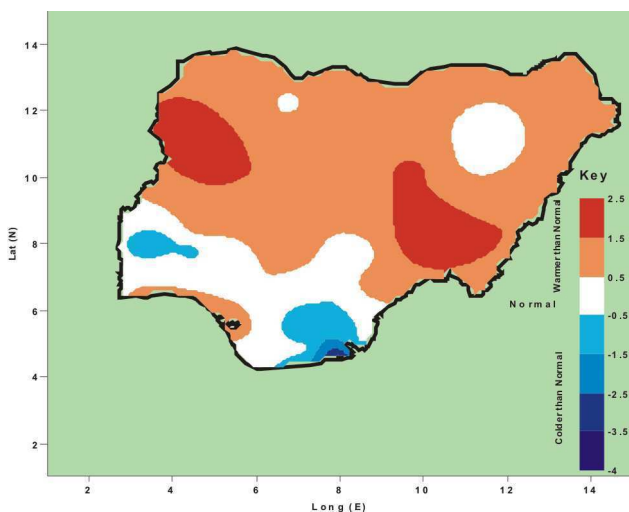 14
12
10
8
6
4
2
Lat (N)
2 4 6 8 10 12 14
Long (E)
Key
2.5
1.5
0.5
-0.5
-1.5
-2.5
-3.5
-4
Warmer than Normal
Normal
Colder than Normal